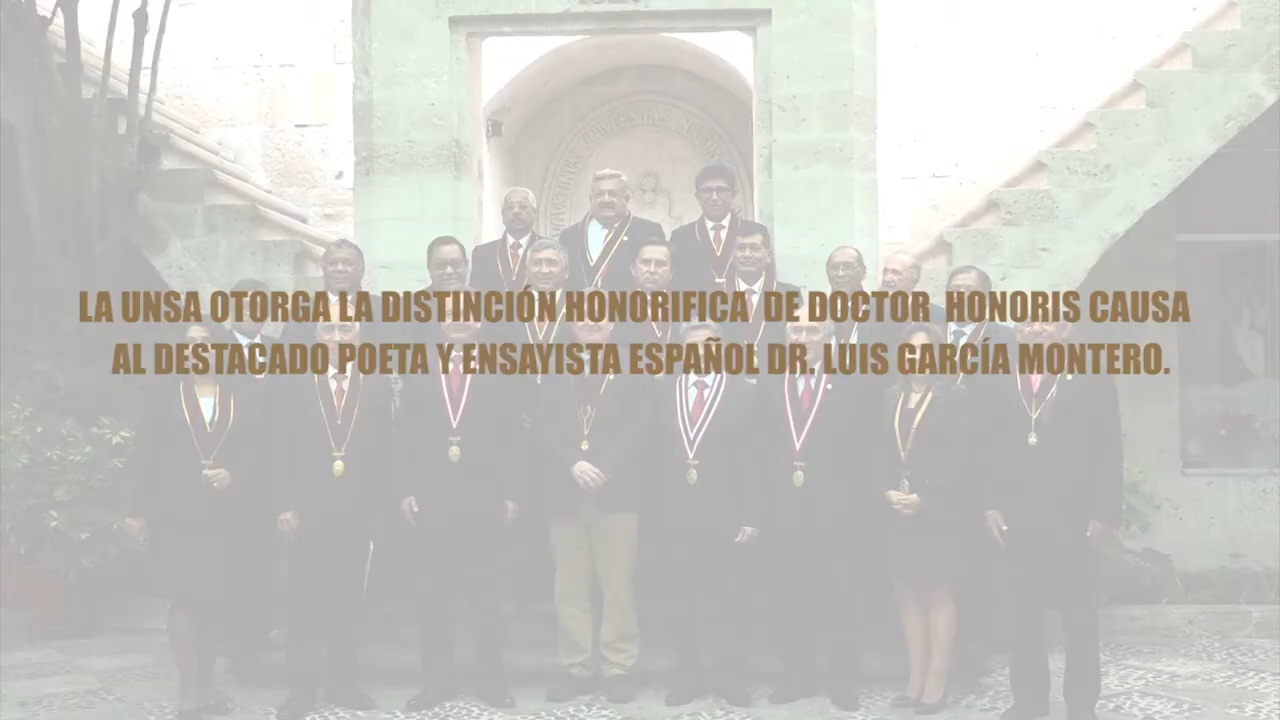 LA UNSA OTORGA LA DISTINCIÓN HONORIFICA DE DOCTOR HONORIS CAUSA
AL DESTACADO POETA Y ENSAYISTA ESPAÑOL DR. LUIS GARCÍA MONTERO.